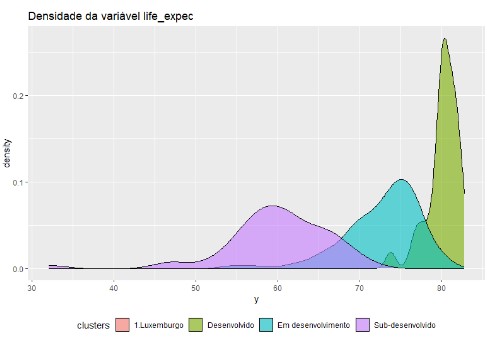 Densidade da variável life_expec
density
0.2
0.1
0.0
30 40 50 60 70 80
y
clusters 1.Luxemburgo Desenvolvido Em desenvolvimento Sub-desenvolvido